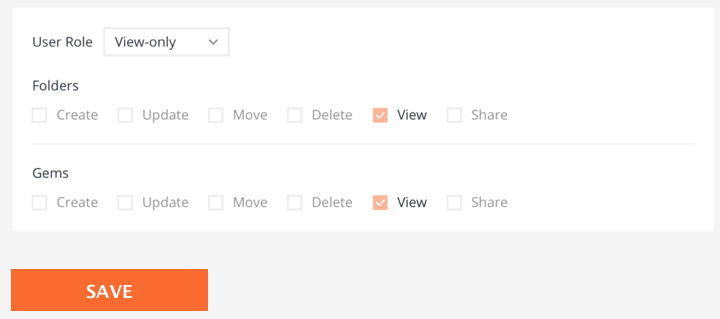 User Role View-only
Folders
Create Update Move Delete View Share
Gems
Create Update Move Delete View Share
SAVE